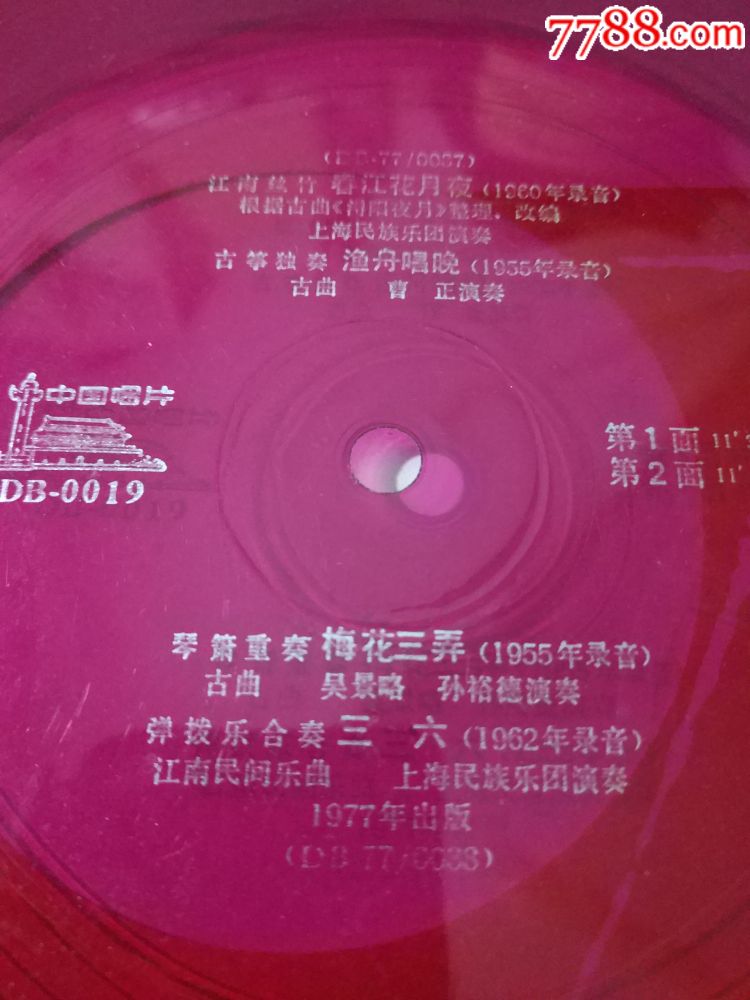 7788.com
(DB-77/0037)
江南丝竹 春江花月夜 (1960年录音)
根据古曲《浔阳夜月》整理、改编
上海民族乐团演奏
古筝独奏 渔舟唱晚 (1955年录音)
古曲 曹 正演奏
中国唱片
DB-0019
第1面 11′
第2面 11′
琴箫重奏 梅花三弄 (1955年录音)
古曲 吴景略 孙裕德演奏
弹拨乐合奏 三 六 (1962年录音)
江南民间乐曲 上海民族乐团演奏
1977年出版
(DB-77/0038)